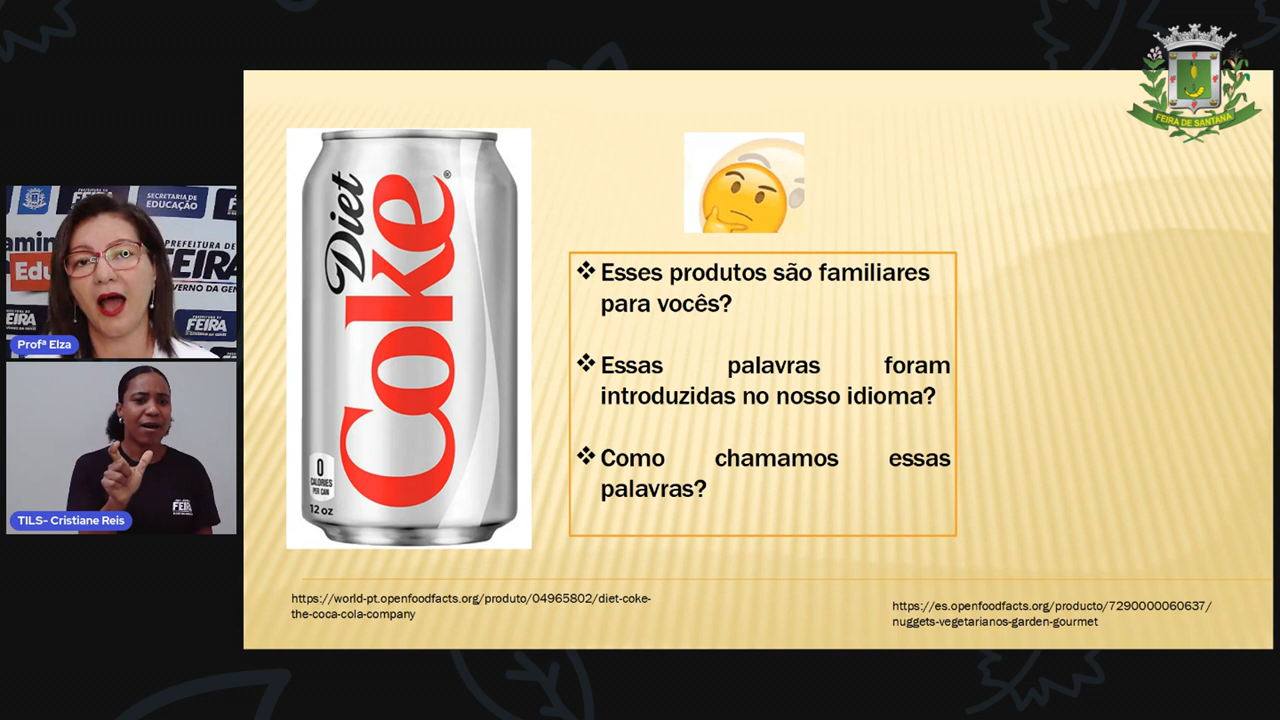 FEIRA DE SANTANA
SECRETARIA DE
EDUCAÇÃO
PREFEITURA DE
FEIRA
Edu
FEIRA
Profª Elza
FEIRA
TILS- Cristiane Reis
Diet
Coke®
0
CALORIES
PER CAN
12 oz
❖ Esses produtos são familiares
para vocês?
❖ Essas palavras foram
introduzidas no nosso idioma?
❖ Como chamamos essas
palavras?
https://world-pt.openfoodfacts.org/produto/04965802/diet-coke-
the-coca-cola-company
https://es.openfoodfacts.org/producto/7290000060637/
nuggets-vegetarianos-garden-gourmet